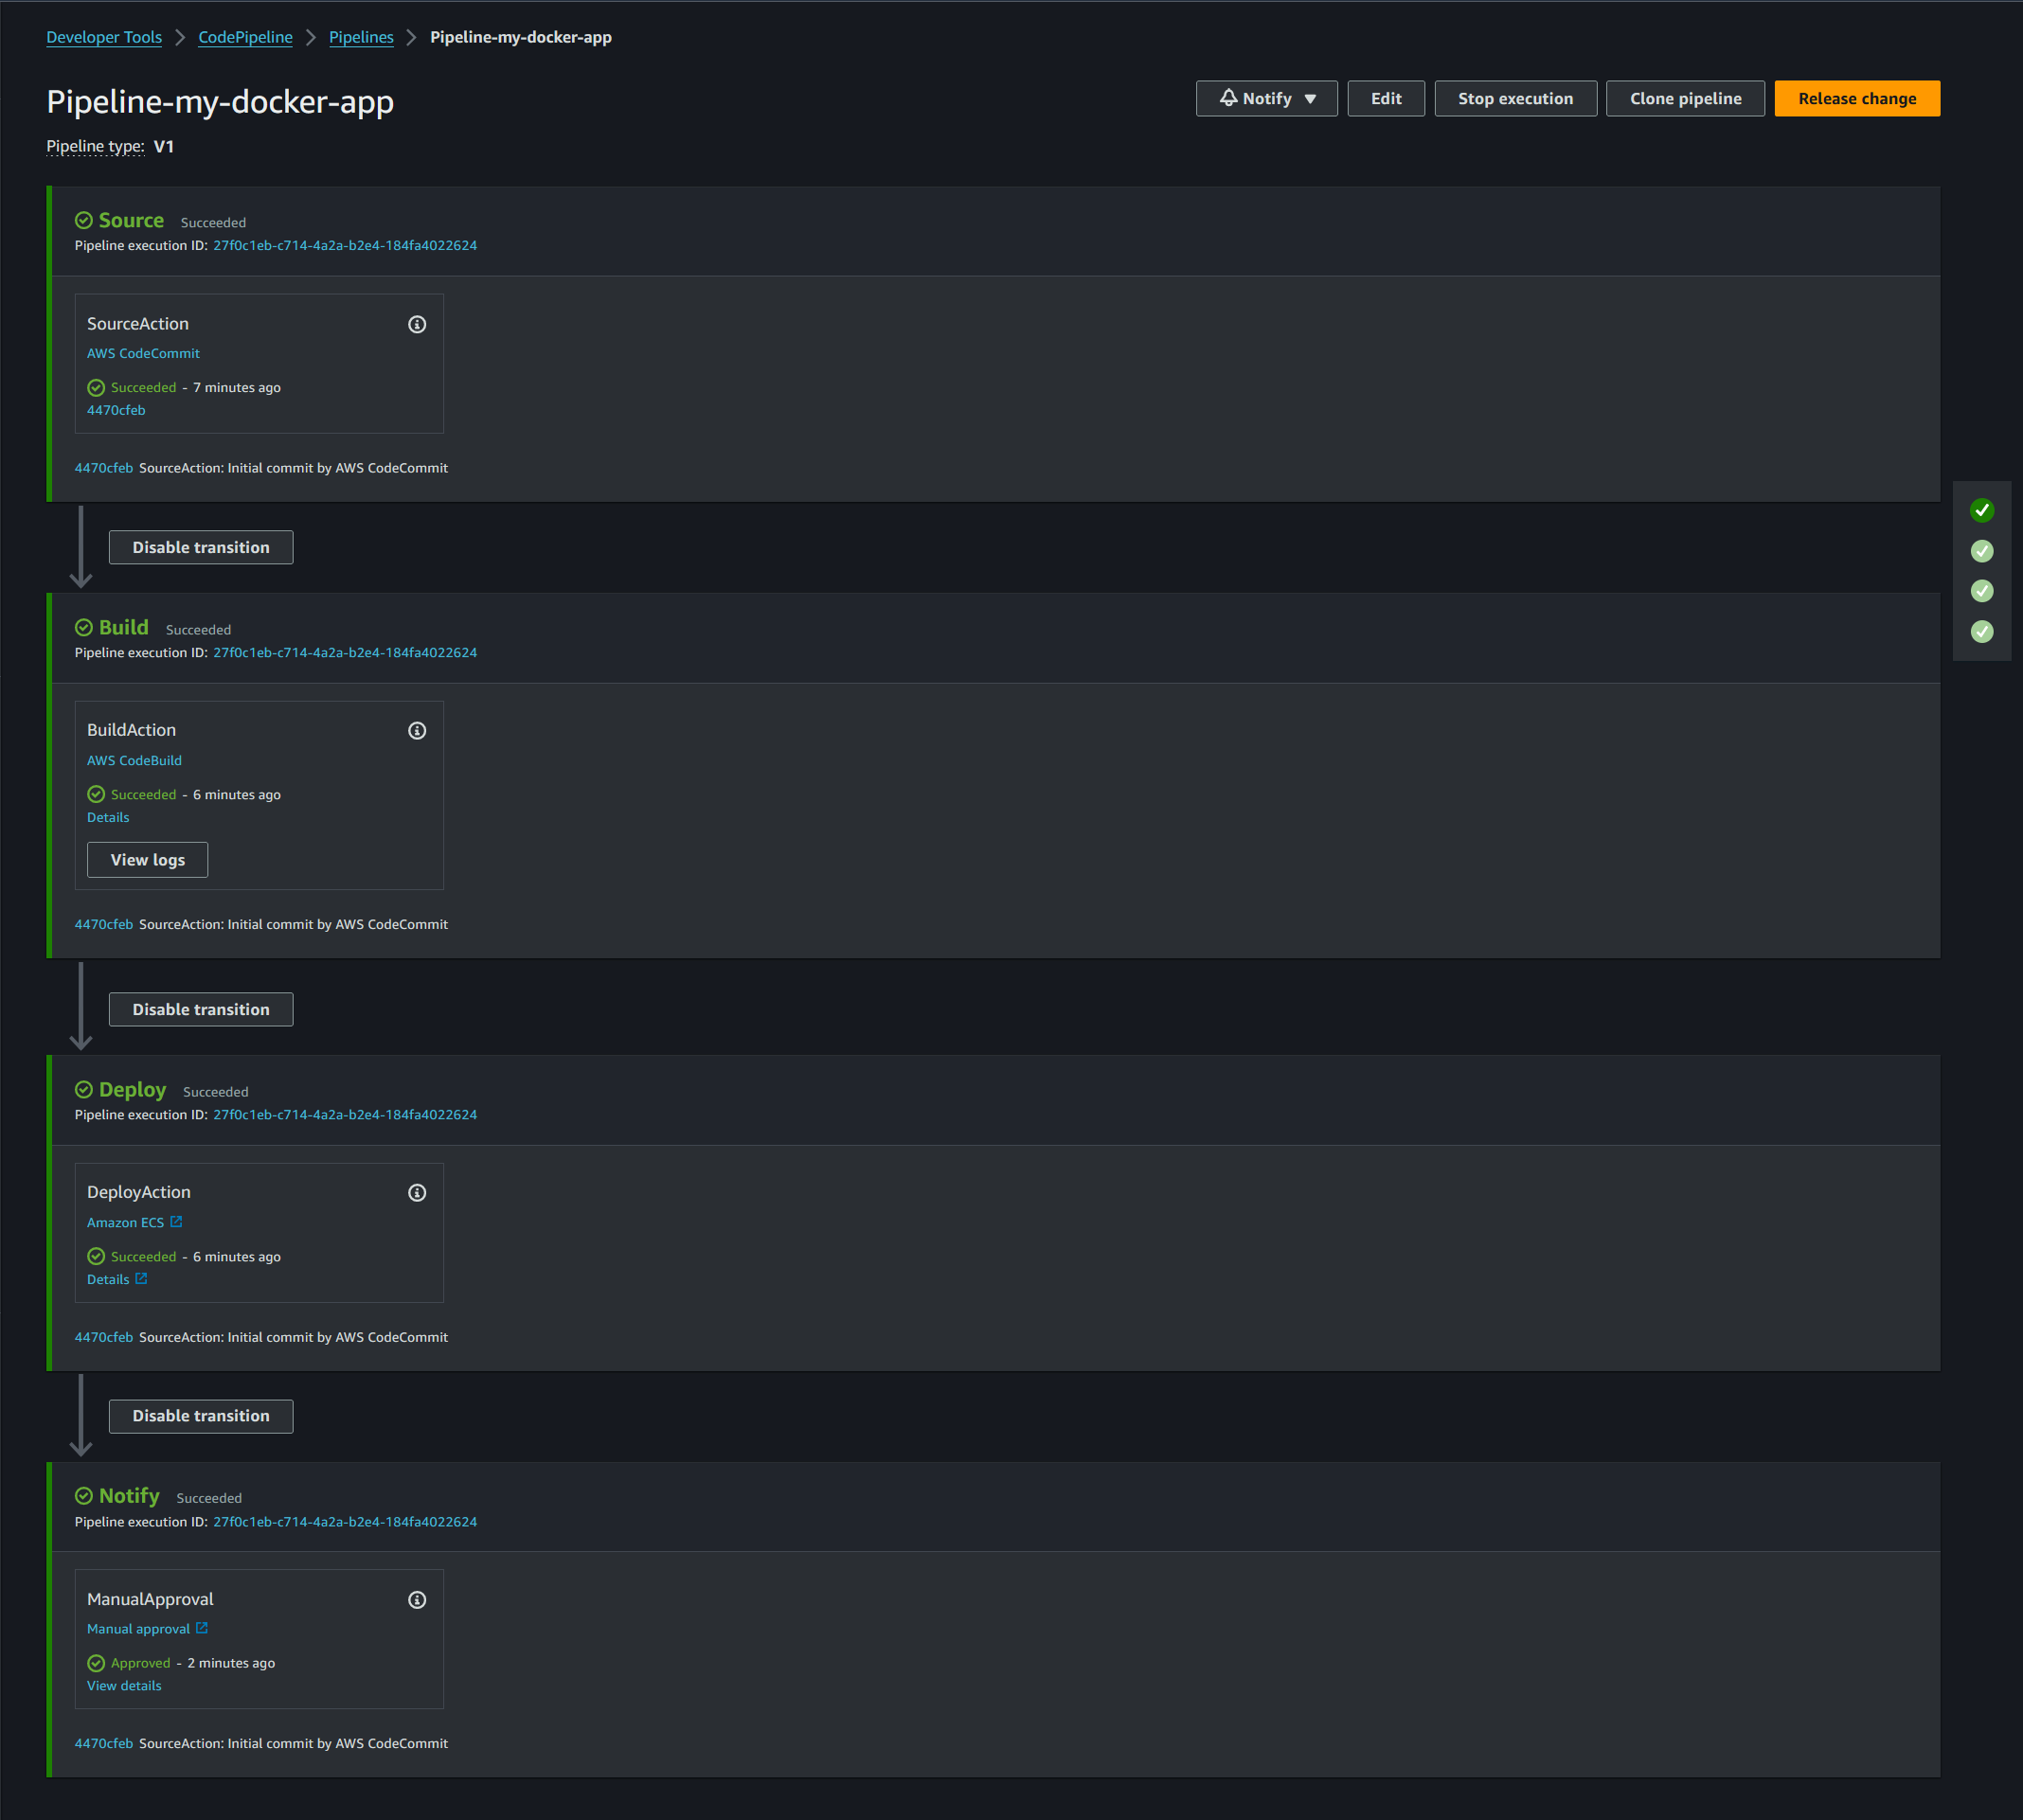 Developer Tools > CodePipeline > Pipelines > Pipeline-my-docker-app
Pipeline-my-docker-app
Notify ▼ Edit Stop execution Clone pipeline Release change
Pipeline type: V1
Source Succeeded
Pipeline execution ID: 27f0c1eb-c714-4a2a-b2e4-184fa4022624
SourceAction
AWS CodeCommit
Succeeded - 7 minutes ago
4470cfeb
4470cfeb SourceAction: Initial commit by AWS CodeCommit
Disable transition
Build Succeeded
Pipeline execution ID: 27f0c1eb-c714-4a2a-b2e4-184fa4022624
BuildAction
AWS CodeBuild
Succeeded - 6 minutes ago
Details
View logs
4470cfeb SourceAction: Initial commit by AWS CodeCommit
Disable transition
Deploy Succeeded
Pipeline execution ID: 27f0c1eb-c714-4a2a-b2e4-184fa4022624
DeployAction
Amazon ECS
Succeeded - 6 minutes ago
Details
4470cfeb SourceAction: Initial commit by AWS CodeCommit
Disable transition
Notify Succeeded
Pipeline execution ID: 27f0c1eb-c714-4a2a-b2e4-184fa4022624
ManualApproval
Manual approval
Approved - 2 minutes ago
View details
4470cfeb SourceAction: Initial commit by AWS CodeCommit